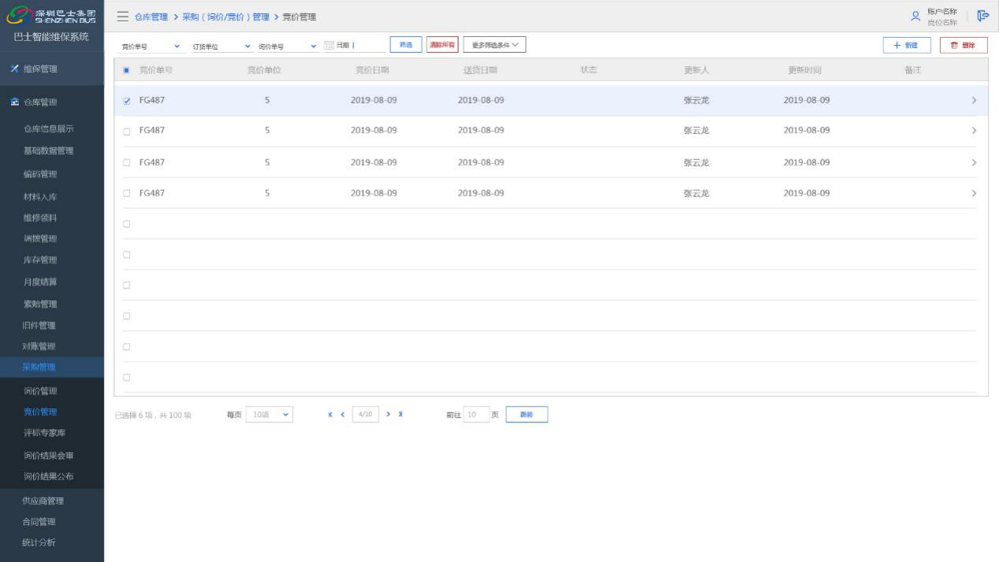 深圳巴士集团
SHENZHEN BUS
巴士智能维保系统
维保管理
仓库管理
仓库信息展示
基础数据管理
编码管理
材料入库
维修领料
调拨管理
库存管理
月度结算
索赔管理
旧件管理
对账管理
采购管理
询价管理
竞价管理
评标专家库
询价结果会审
询价结果公布
供应商管理
合同管理
统计分析
仓库管理 > 采购（询价/竞价）管理 > 竞价管理
账户名称
岗位名称
竞价单号 订货单位 询价单号 日期 筛选 清除所有 更多筛选条件 新建 删除
竞价单号 竞价单位 竞价日期 送货日期 状态 更新人 更新时间 备注
FG487 5 2019-08-09 2019-08-09 张云龙 2019-08-09
FG487 5 2019-08-09 2019-08-09 张云龙 2019-08-09
FG487 5 2019-08-09 2019-08-09 张云龙 2019-08-09
FG487 5 2019-08-09 2019-08-09 张云龙 2019-08-09
已选择 6 项，共 100 项 每页 10项 4/10 前往 10 页 跳转